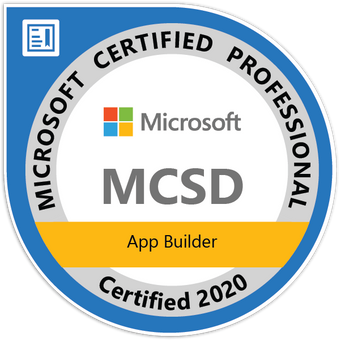 MICROSOFT CERTIFIED PROFESSIONAL
Microsoft
MCSD
App Builder
Certified 2020